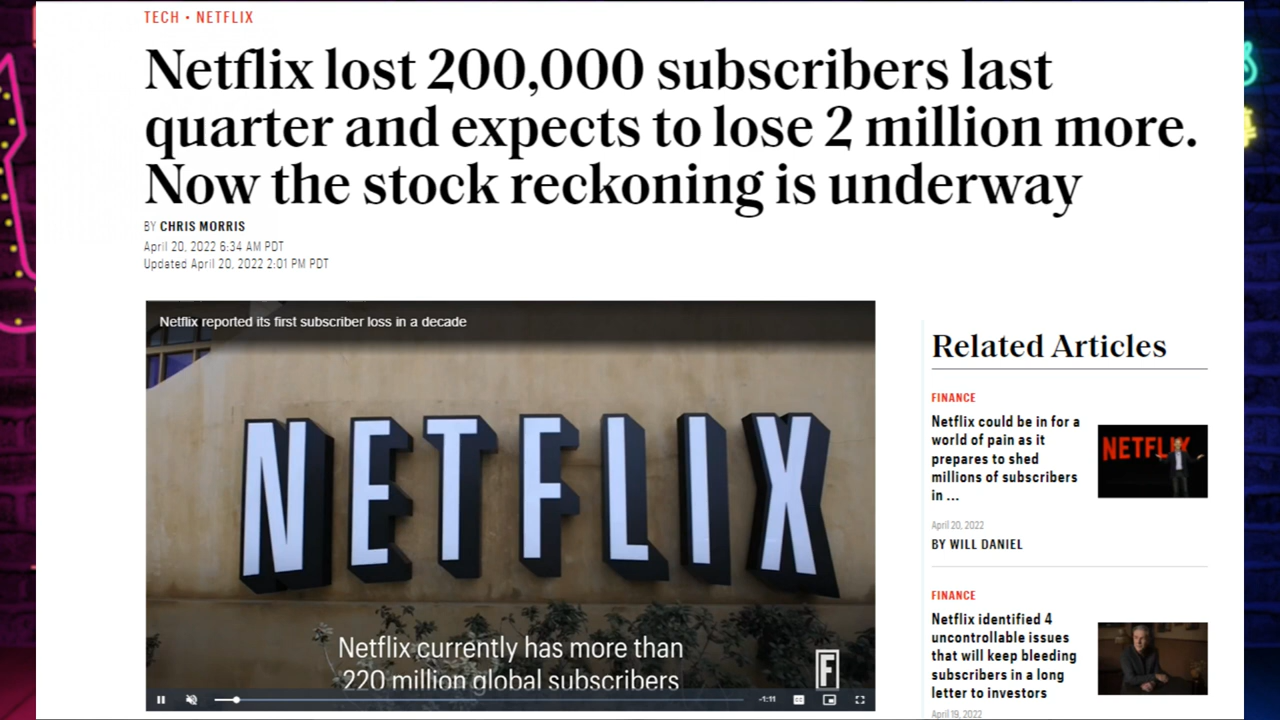 TECH • NETFLIX
Netflix lost 200,000 subscribers last
quarter and expects to lose 2 million more.
Now the stock reckoning is underway
BY CHRIS MORRIS
April 20, 2022 6:34 AM PDT
Updated April 20, 2022 2:01 PM PDT
Netflix reported its first subscriber loss in a decade
NETFLIX
Netflix currently has more than
220 million global subscribers
F
-1:11
CC
Related Articles
FINANCE
Netflix could be in for a
world of pain as it
prepares to shed
millions of subscribers
in ...
NETFLIX
April 20, 2022
BY WILL DANIEL
FINANCE
Netflix identified 4
uncontrollable issues
that will keep bleeding
subscribers in a long
letter to investors
April 19, 2022